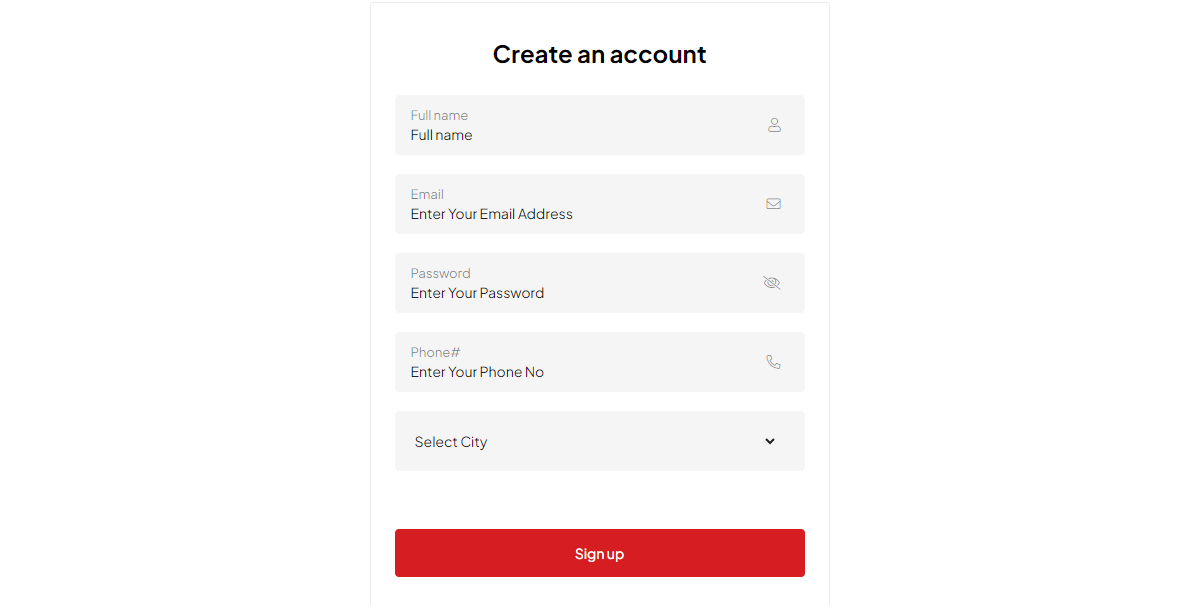 Create an account
Full name
Full name
Email
Enter Your Email Address
Password
Enter Your Password
Phone#
Enter Your Phone No
Select City
Sign up